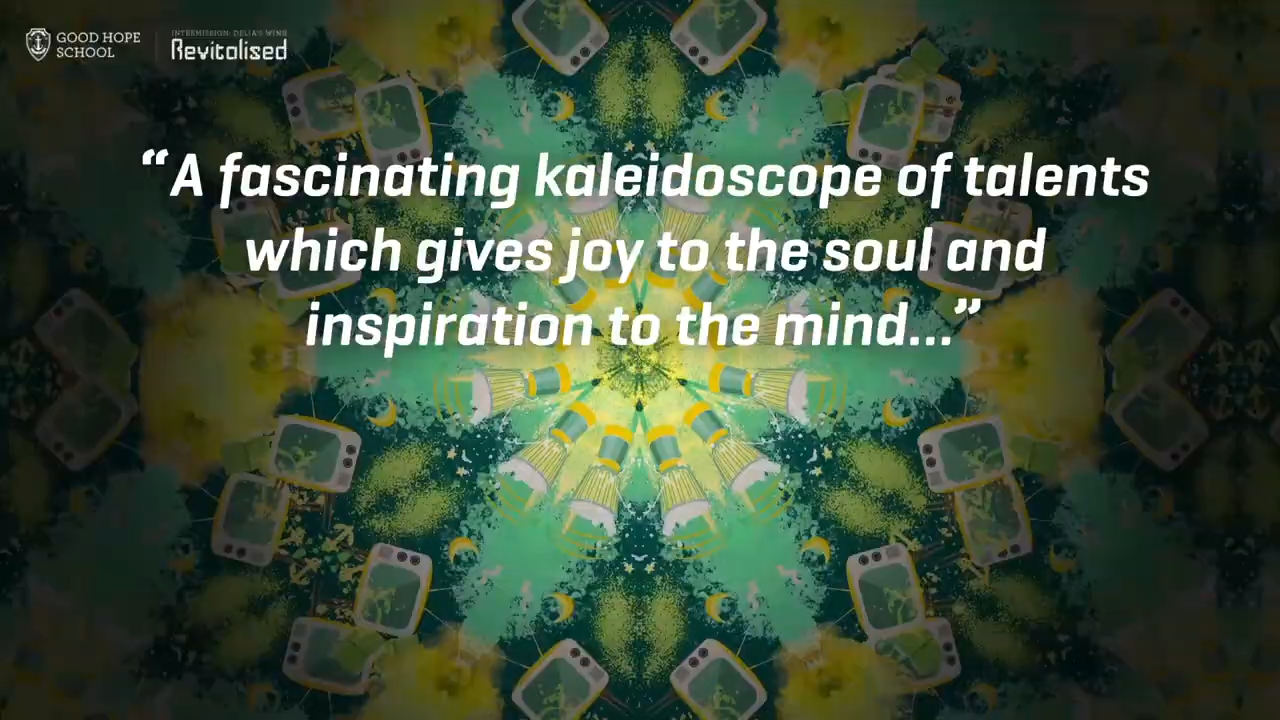 GOOD HOPE
SCHOOL
INTERMISSION: DELIA'S WING
Revitalised
“A fascinating kaleidoscope of talents
which gives joy to the soul and
inspiration to the mind...”